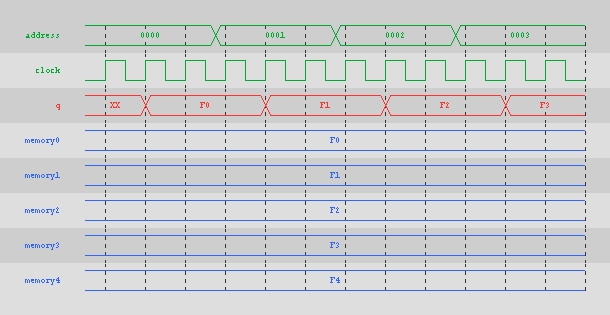 address 0000 0001 0002 0003
clock
q XX F0 F1 F2 F3
memory0 F0
memory1 F1
memory2 F2
memory3 F3
memory4 F4